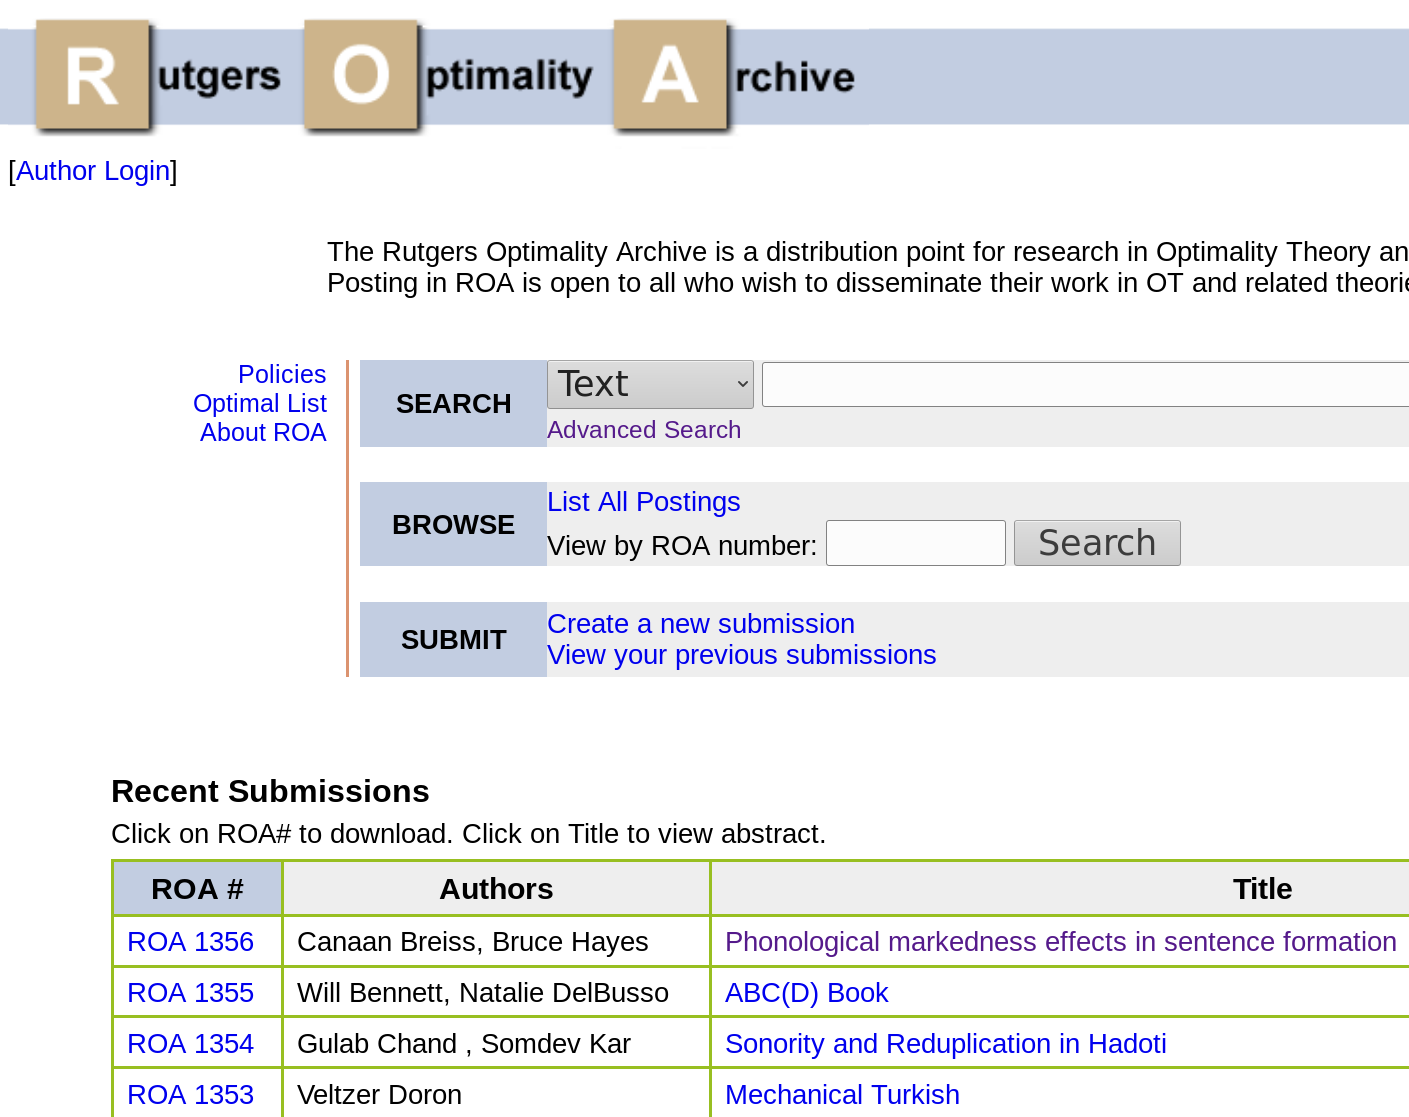 Rutgers Optimality Archive
[Author Login]
The Rutgers Optimality Archive is a distribution point for research in Optimality Theory an
Posting in ROA is open to all who wish to disseminate their work in OT and related theorie
Policies
Optimal List
About ROA
SEARCH
Text
Advanced Search
BROWSE
List All Postings
View by ROA number: Search
SUBMIT
Create a new submission
View your previous submissions
Recent Submissions
Click on ROA# to download. Click on Title to view abstract.
ROA # Authors Title
ROA 1356 Canaan Breiss, Bruce Hayes Phonological markedness effects in sentence formation
ROA 1355 Will Bennett, Natalie DelBusso ABC(D) Book
ROA 1354 Gulab Chand , Somdev Kar Sonority and Reduplication in Hadoti
ROA 1353 Veltzer Doron Mechanical Turkish